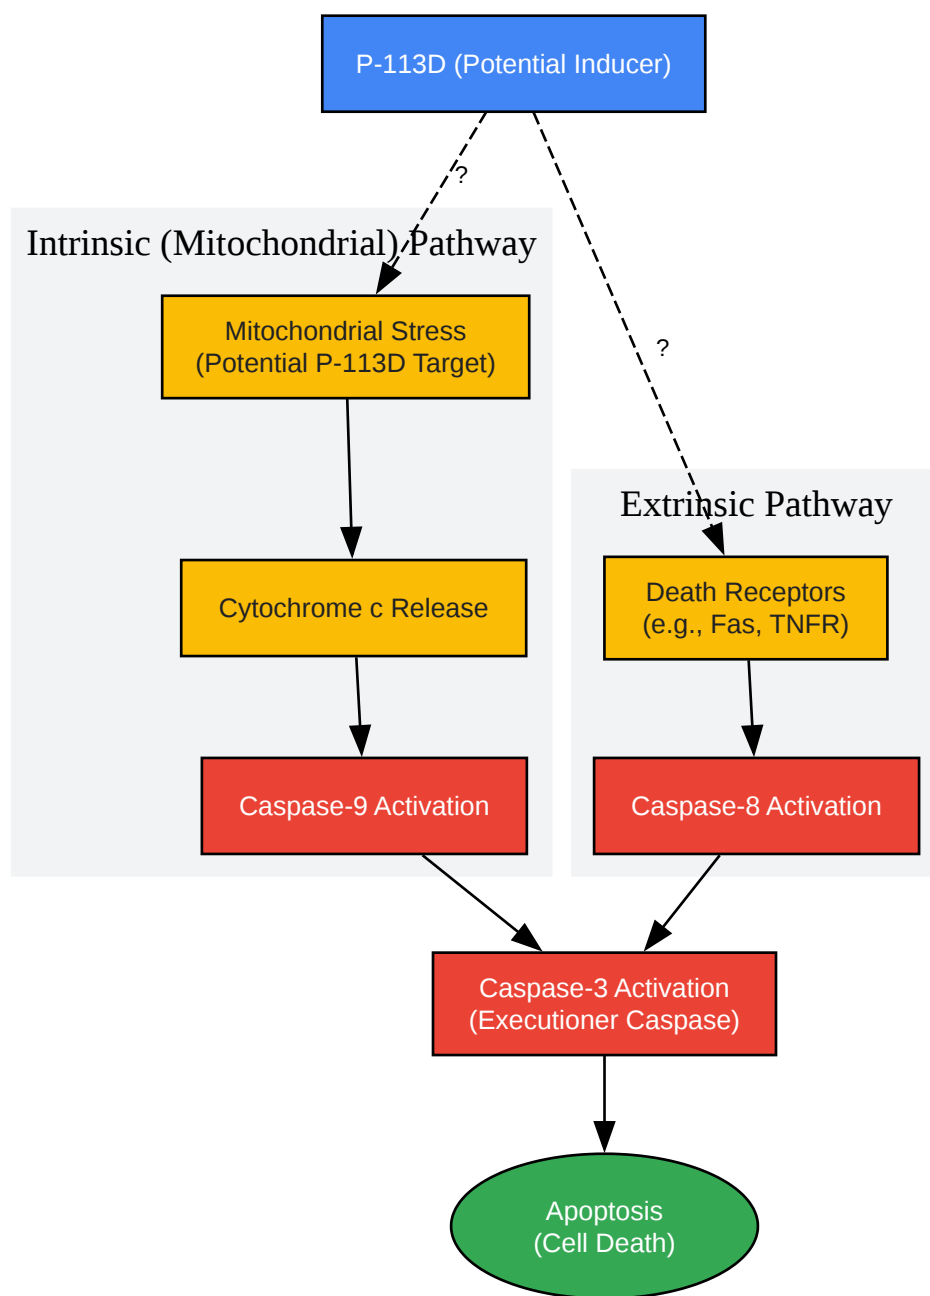 P-113D (Potential Inducer)
?
Intrinsic (Mitochondrial) Pathway
Mitochondrial Stress
(Potential P-113D Target)
?
Extrinsic Pathway
Cytochrome c Release
Death Receptors
(e.g., Fas, TNFR)
Caspase-9 Activation
Caspase-8 Activation
Caspase-3 Activation
(Executioner Caspase)
Apoptosis
(Cell Death)